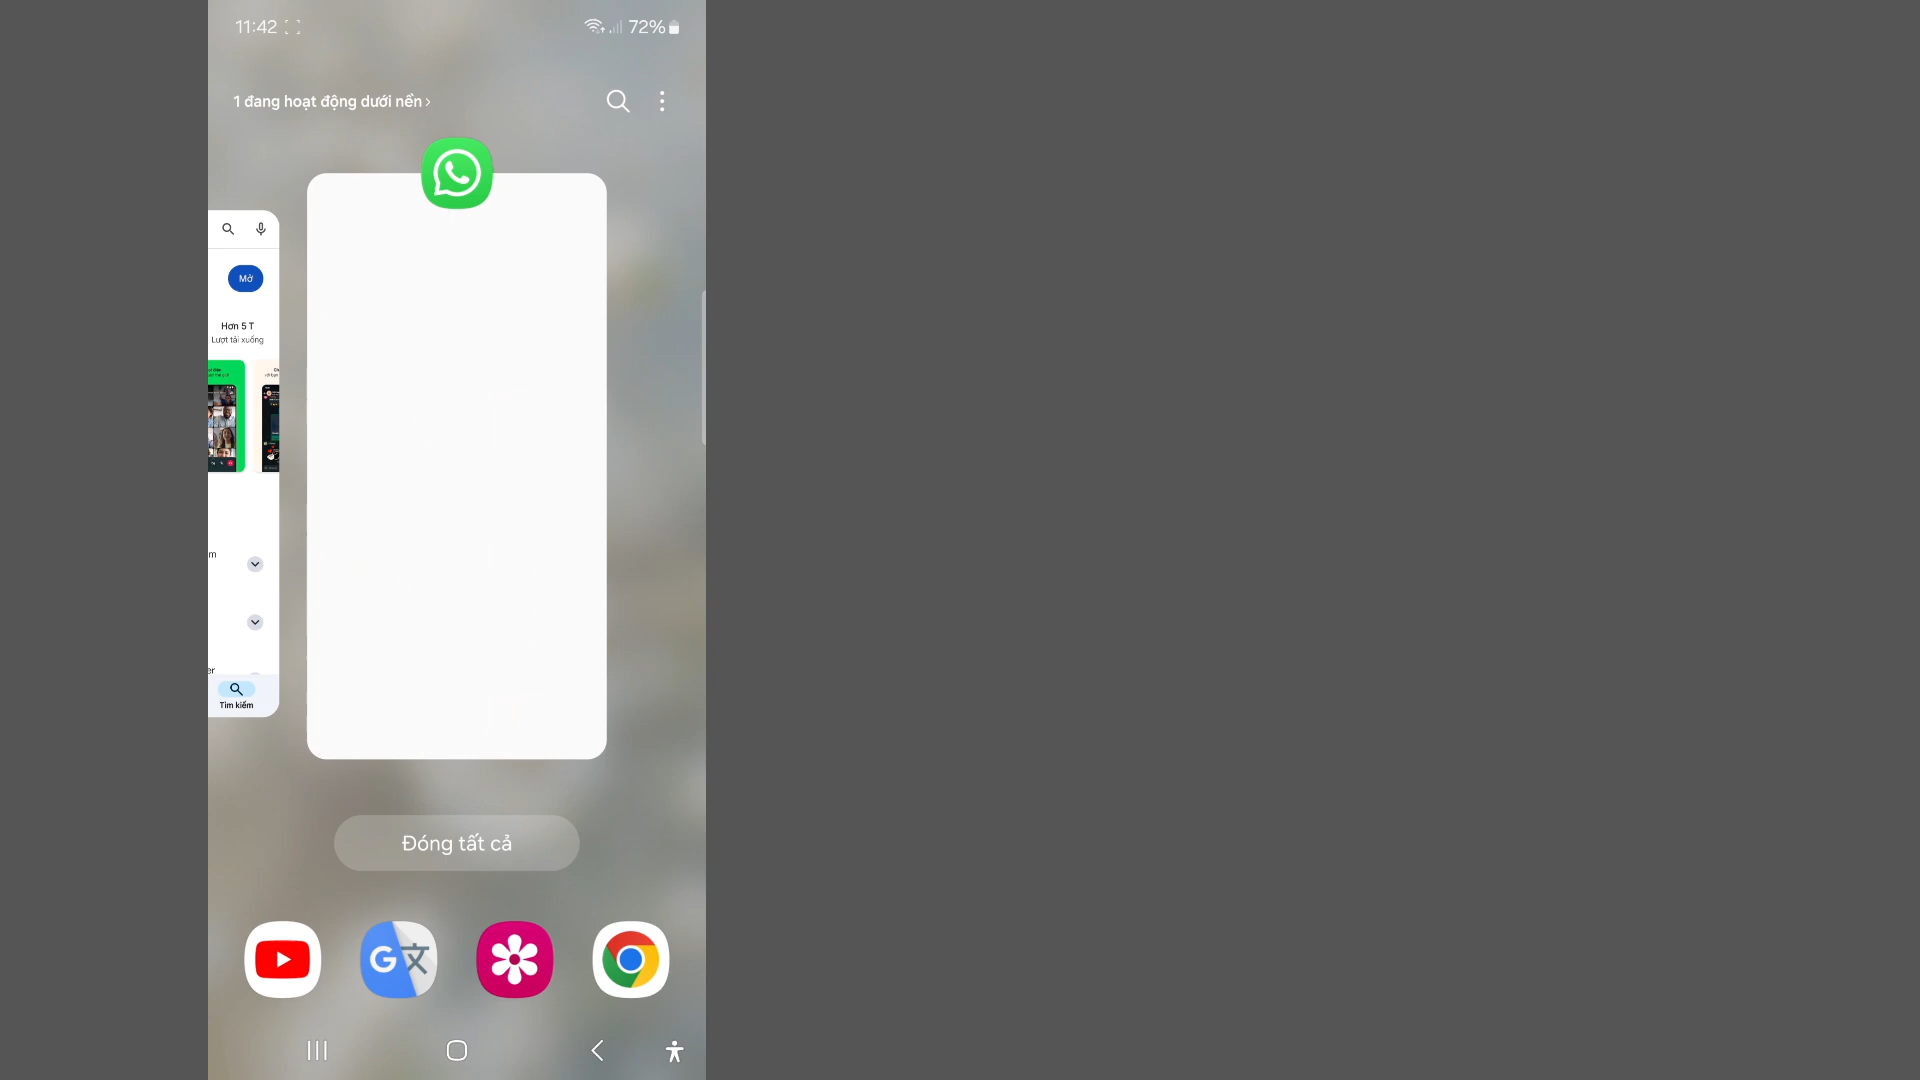 11:42
72%
1 đang hoạt động dưới nền
Mở
Hơn 5 T
Lượt tải xuống
m
er
Tìm kiếm
Đóng tất cả